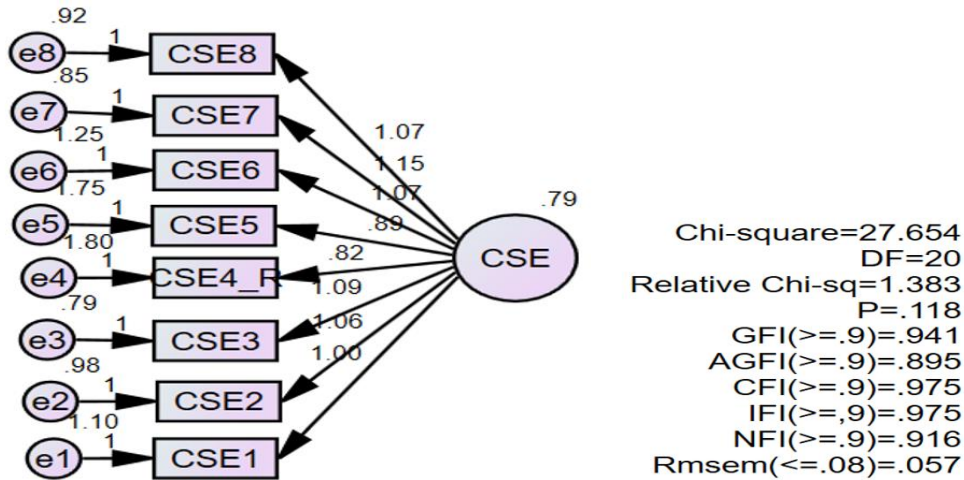 .92
e8 1 CSE8
.85
e7 1 CSE7
1.25
e6 1 CSE6
1.75
e5 1 CSE5
1.80
e4 1 CSE4_R
.79
e3 1 CSE3
.98
e2 1 CSE2
1.10
e1 1 CSE1
1.07
1.15
1.07
.89
.82
1.09
1.06
1.00
.79
CSE
Chi-square=27.654
DF=20
Relative Chi-sq=1.383
P=.118
GFI(>=.9)=.941
AGFI(>=.9)=.895
CFI(>=.9)=.975
IFI(>=,9)=.975
NFI(>=.9)=.916
Rmsem(<=.08)=.057